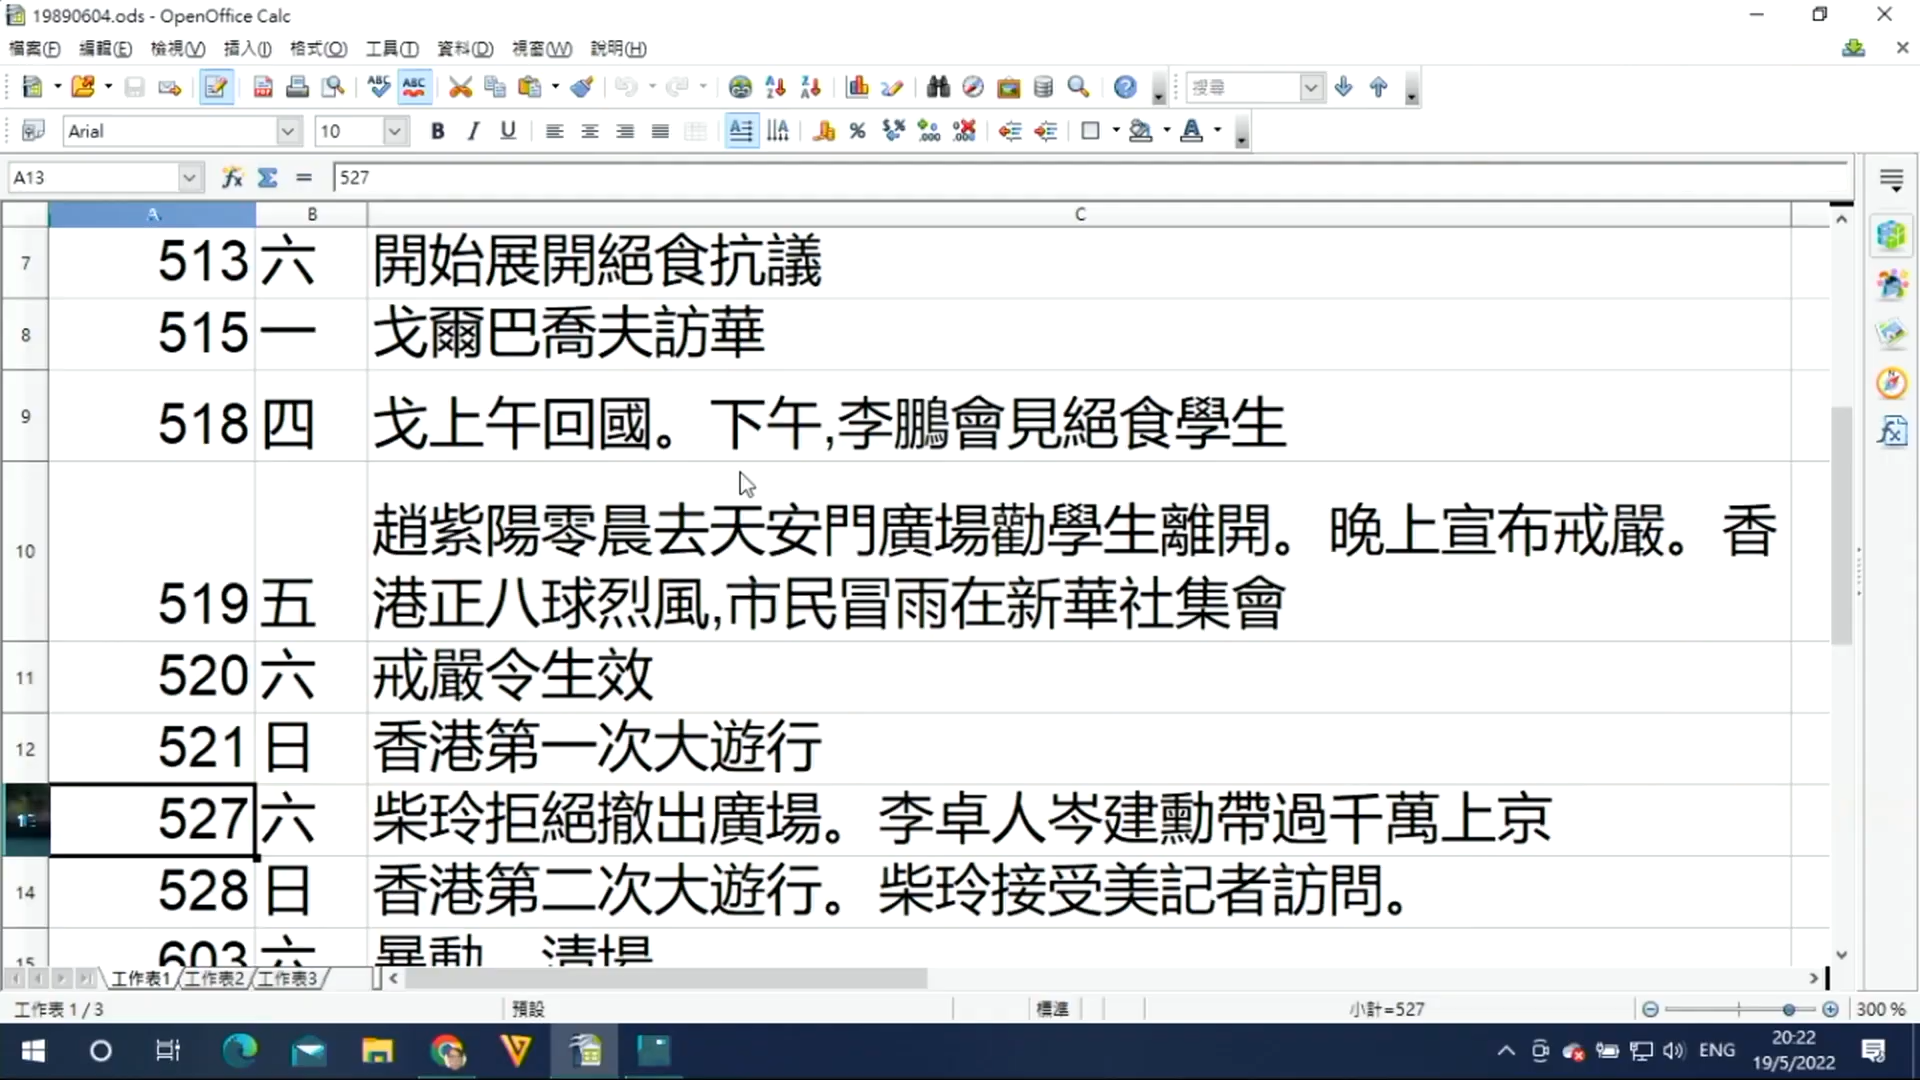 19890604.ods - OpenOffice Calc
檔案(F) 編輯(E) 檢視(V) 插入(I) 格式(O) 工具(T) 資料(D) 視窗(W) 說明(H)
搜尋
Arial 10
A13 527
A B C
7 513 六 開始展開絕食抗議
8 515 一 戈爾巴喬夫訪華
9 518 四 戈上午回國。下午,李鵬會見絕食學生
趙紫陽零晨去天安門廣場勸學生離開。晚上宣布戒嚴。香
10 519 五 港正八球烈風,市民冒雨在新華社集會
11 520 六 戒嚴令生效
12 521 日 香港第一次大遊行
527 六 柴玲拒絕撤出廣場。李卓人岑建勳帶過千萬上京
14 528 日 香港第二次大遊行。柴玲接受美記者訪問。
15 603 六 暴動 清場
工作表1 工作表2 工作表3
工作表 1 / 3 預設 標準 小計=527 300 %
ENG
20:22
19/5/2022